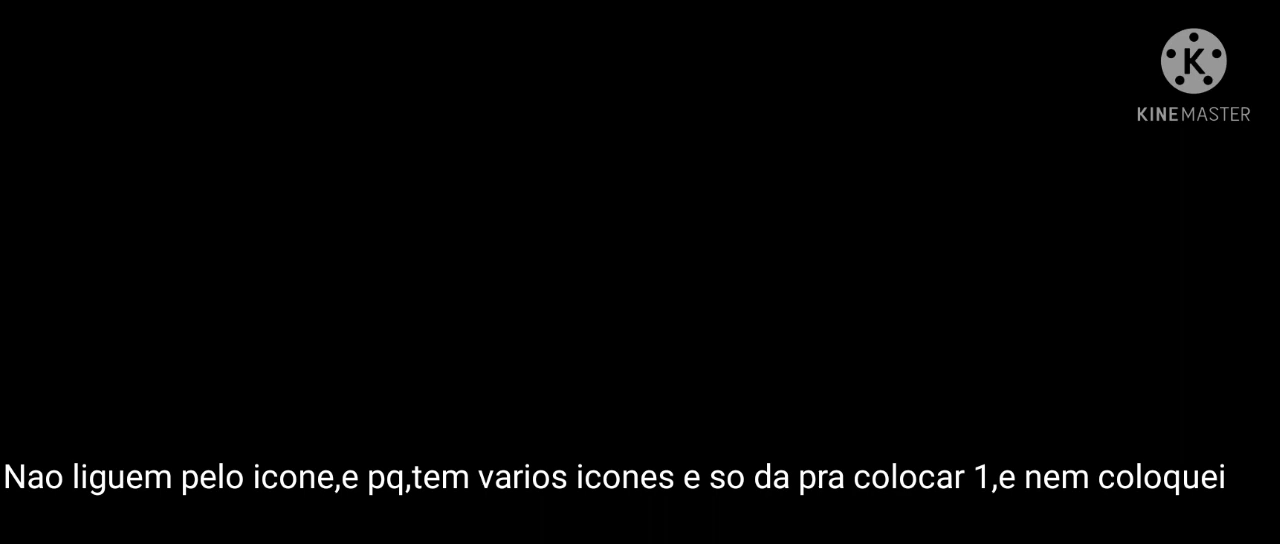 K
KINEMASTER
Nao liguem pelo icone,e pq,tem varios icones e so da pra colocar 1,e nem coloquei